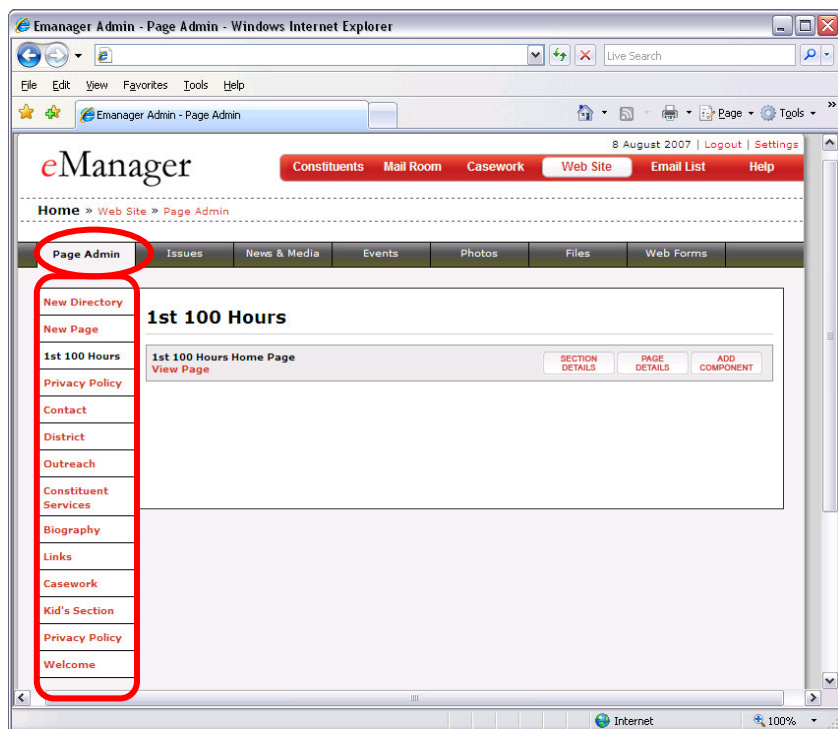 Emanager Admin - Page Admin - Windows Internet Explorer
Live Search
File Edit View Favorites Tools Help
Emanager Admin - Page Admin
Page Tools
8 August 2007 | Logout | Settings
eManager
Constituents Mail Room Casework Web Site Email List Help
Home » Web Site » Page Admin
Page Admin Issues News & Media Events Photos Files Web Forms
New Directory
New Page
1st 100 Hours
Privacy Policy
Contact
District
Outreach
Constituent
Services
Biography
Links
Casework
Kid's Section
Privacy Policy
Welcome
1st 100 Hours
1st 100 Hours Home Page
View Page
SECTION
DETAILS
PAGE
DETAILS
ADD
COMPONENT
Internet 100%